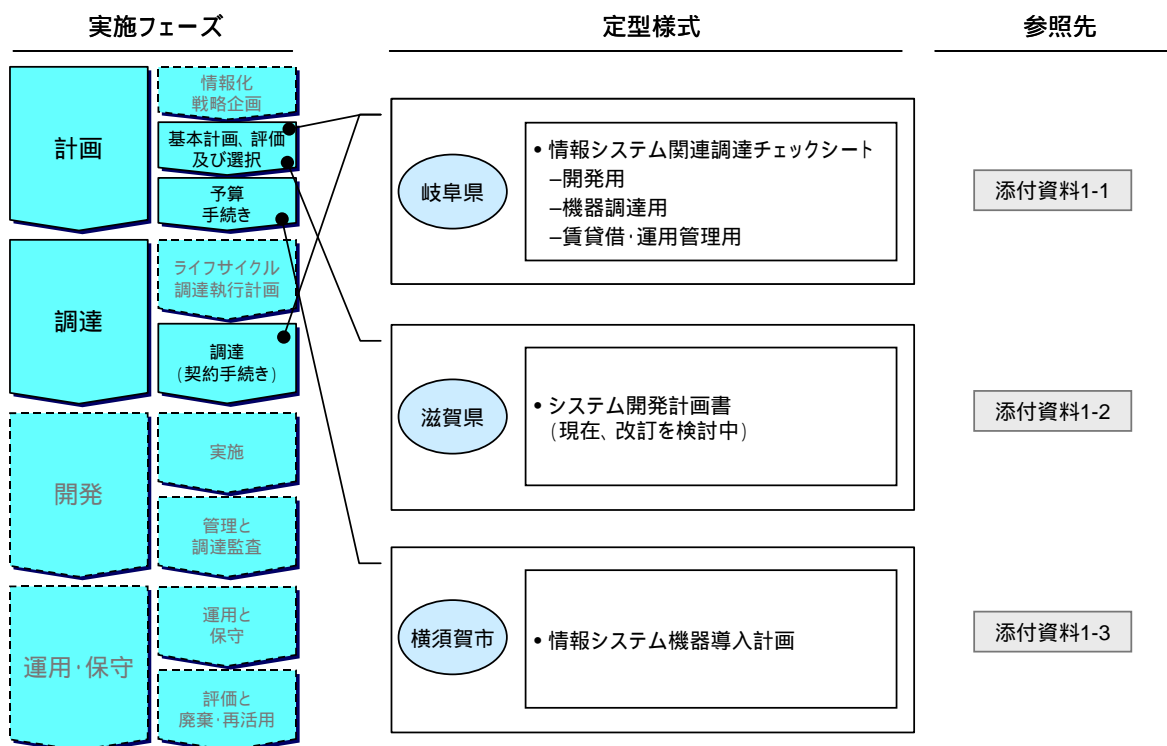 実施フェーズ
定型様式
参照先
計画
情報化
戦略企画
基本計画、評価
及び選択
予算
手続き
調達
ライフサイクル
調達執行計画
調達
(契約手続き)
開発
実施
管理と
調達監査
運用・保守
運用と
保守
評価と
廃棄・再活用
岐阜県
• 情報システム関連調達チェックシート
–開発用
–機器調達用
–賃貸借・運用管理用
添付資料1-1
滋賀県
• システム開発計画書
(現在、改訂を検討中)
添付資料1-2
横須賀市
• 情報システム機器導入計画
添付資料1-3